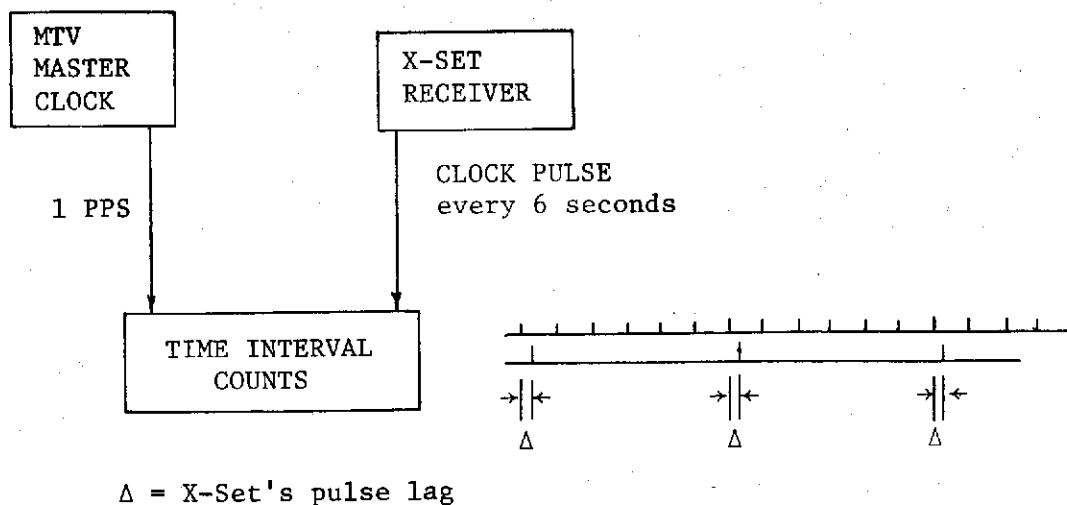 MTV
MASTER
CLOCK
X-SET
RECEIVER
1 PPS
CLOCK PULSE
every 6 seconds
TIME INTERVAL
COUNTS
Δ
Δ
Δ
Δ = X-Set's pulse lag